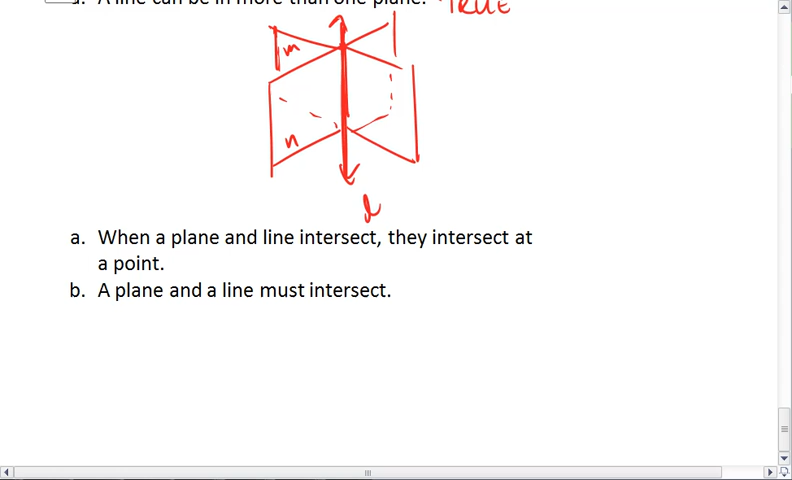 A line can be in more than one plane. TRUE
m
n
l
a. When a plane and line intersect, they intersect at
a point.
b. A plane and a line must intersect.